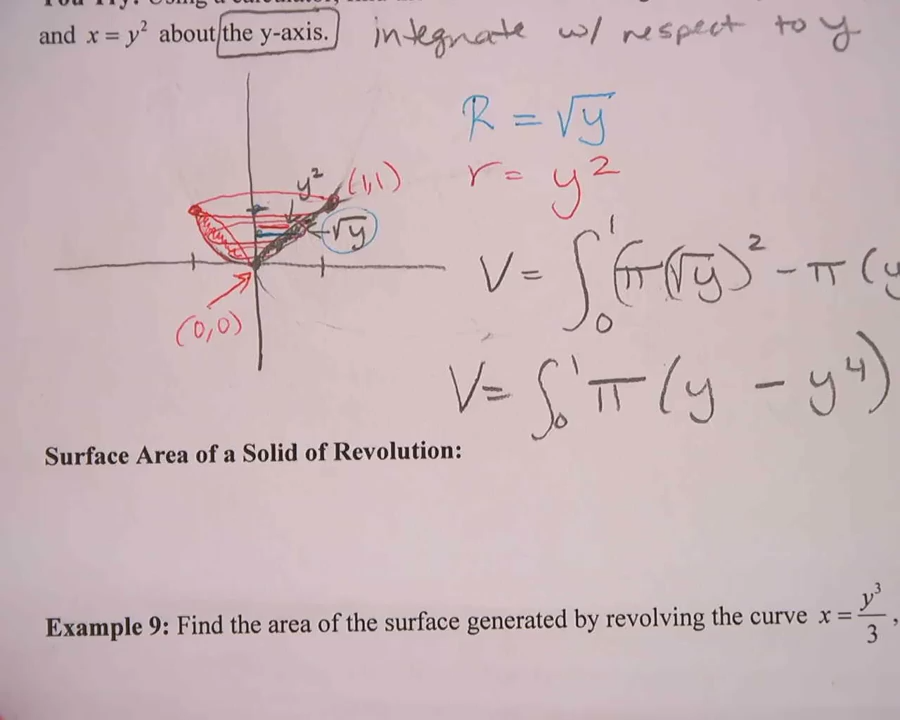 and x = y² about the y-axis. integrate w/ respect to y
R = √y
r = y²
y² (1,1)
√y
(0,0)
V = ∫₀¹ (π(√y)² - π(y
V = ∫₀¹ π(y - y⁴)
Surface Area of a Solid of Revolution:
Example 9: Find the area of the surface generated by revolving the curve x = y³/3,